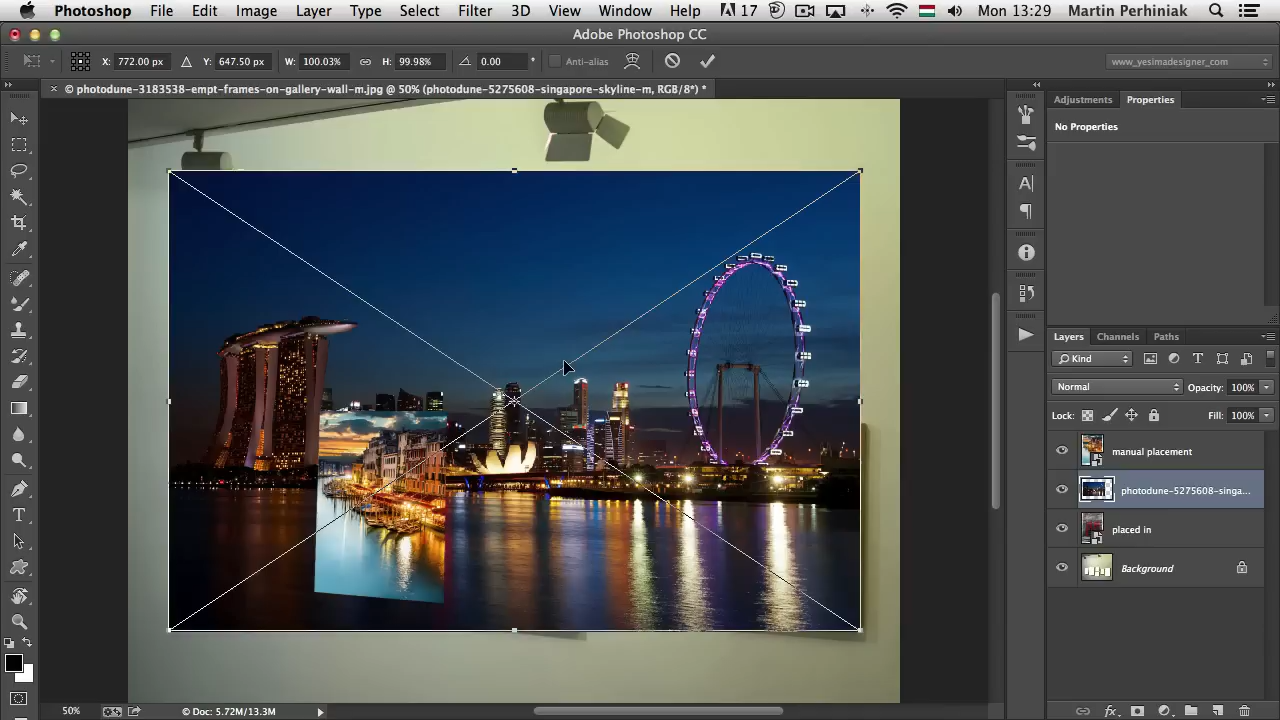 Photoshop File Edit Image Layer Type Select Filter 3D View Window Help 17 Mon 13:29 Martin Perhiniak
Adobe Photoshop CC
X: 772.00 px Y: 647.50 px W: 100.03% H: 99.98% 0.00 ° Anti-alias www_yesimadesigner_com
× © photodune-3183538-empt-frames-on-gallery-wall-m.jpg @ 50% (photodune-5275608-singapore-skyline-m, RGB/8*) *
Adjustments Properties
No Properties
Layers Channels Paths
Kind
Normal Opacity: 100%
Lock: Fill: 100%
manual placement
photodune-5275608-singa...
placed in
Background
50% © Doc: 5.72M/13.3M